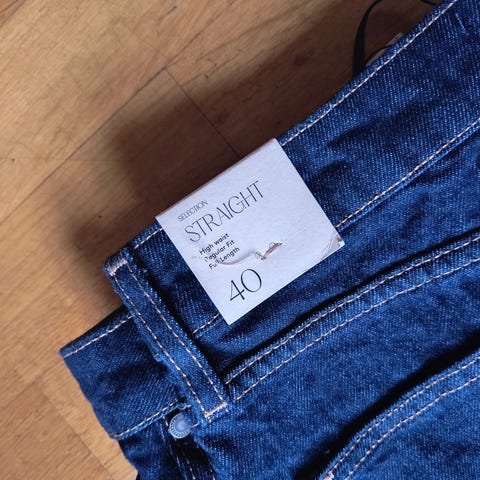 SELECTION
STRAIGHT
High waist
Regular Fit
Full Length
40